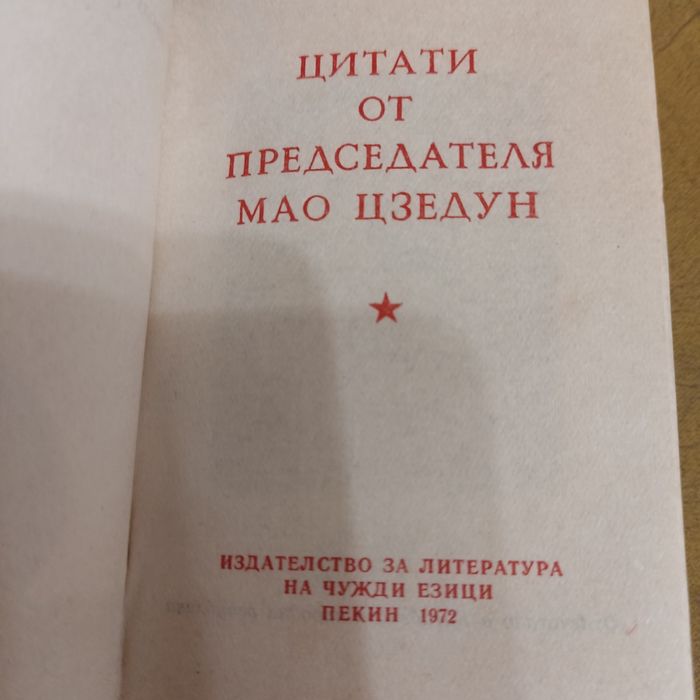 ЦИТАТИ
ОТ
ПРЕДСЕДАТЕЛЯ
МАО ЦЗЕДУН
ИЗДАТЕЛСТВО ЗА ЛИТЕРАТУРА
НА ЧУЖДИ ЕЗИЦИ
ПЕКИН 1972